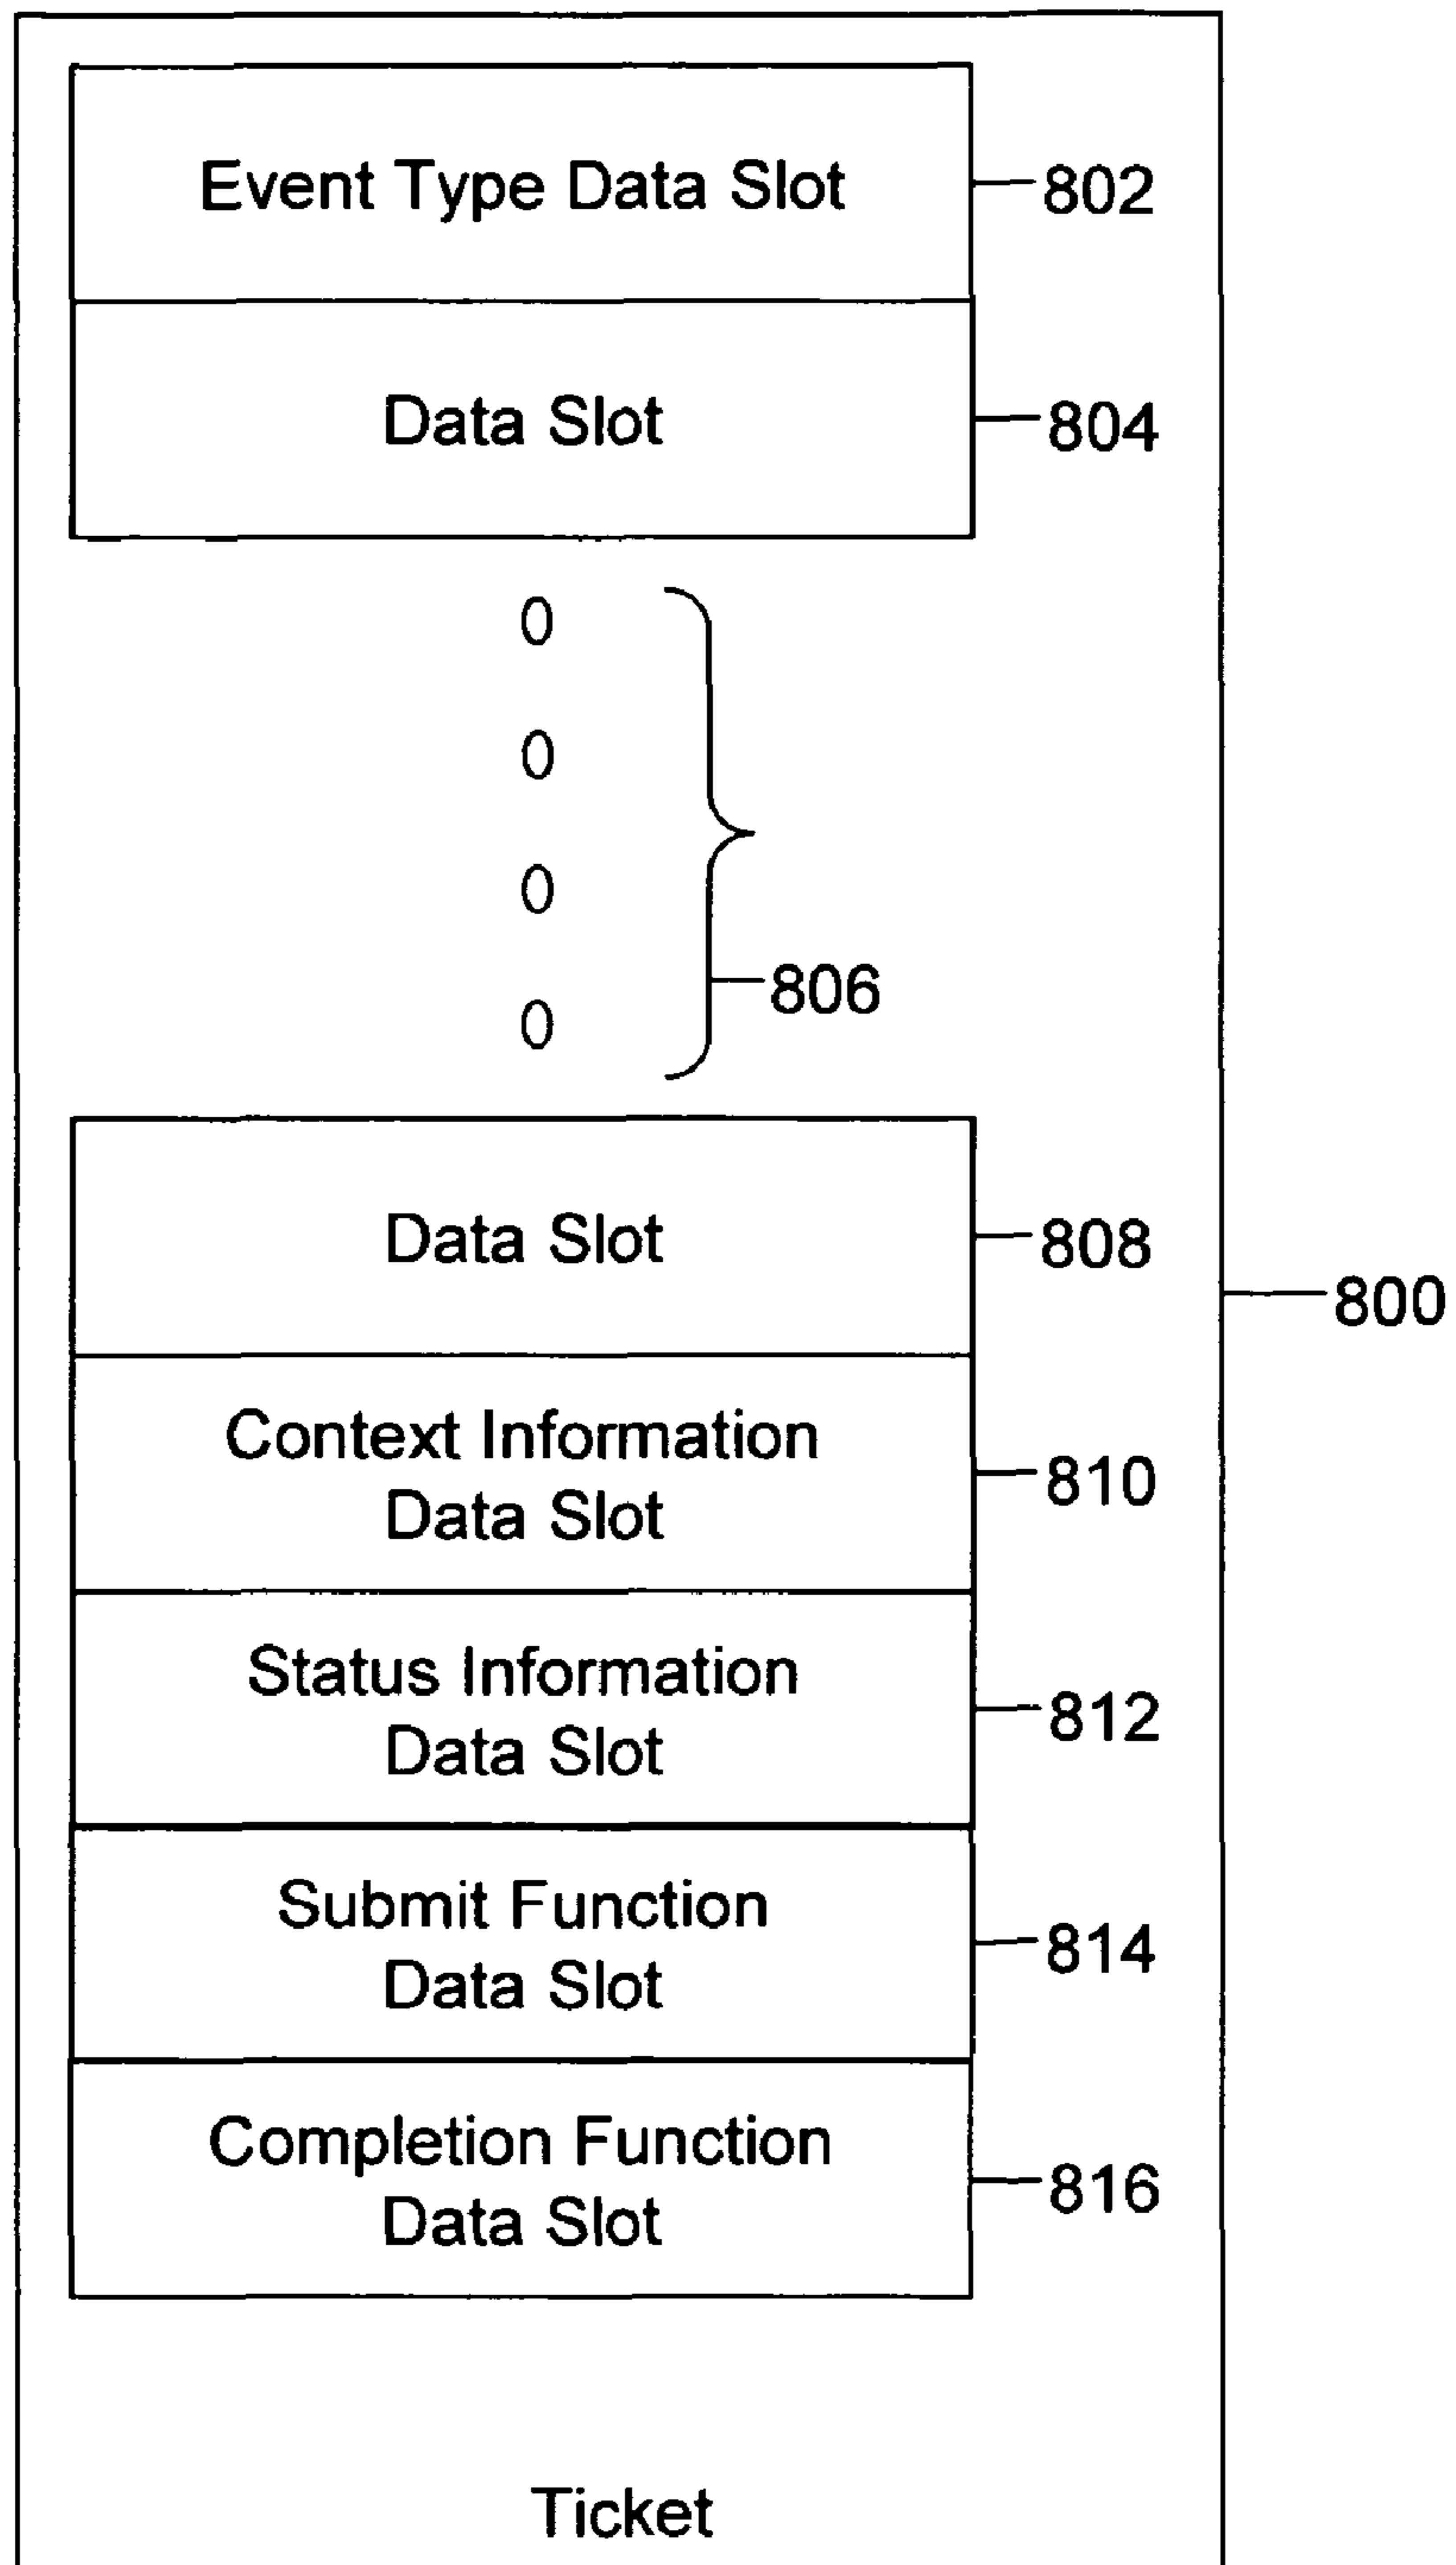 Event Type Data Slot
802
Data Slot
804
0
0
0
0
806
Data Slot
808
800
Context Information
Data Slot
810
Status Information
Data Slot
812
Submit Function
Data Slot
814
Completion Function
Data Slot
816
Ticket